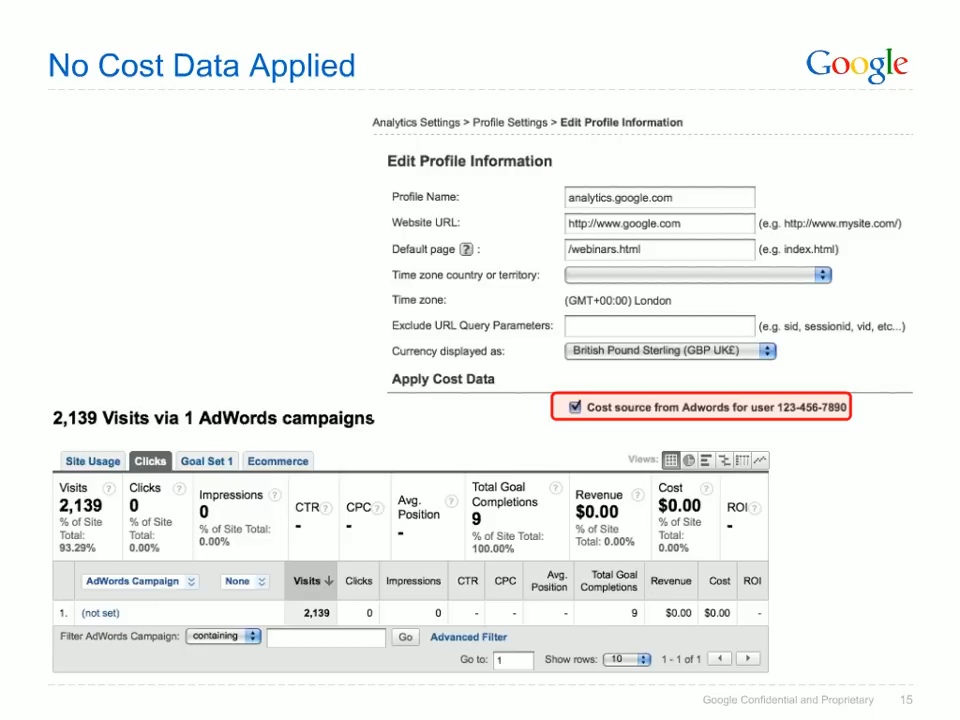 No Cost Data Applied
Google
Analytics Settings > Profile Settings > Edit Profile Information
Edit Profile Information
Profile Name: analytics.google.com
Website URL: http://www.google.com (e.g. http://www.mysite.com/)
Default page ? : /webinars.html (e.g. index.html)
Time zone country or territory:
Time zone: (GMT+00:00) London
Exclude URL Query Parameters: (e.g. sid, sessionid, vid, etc...)
Currency displayed as: British Pound Sterling (GBP UK£)
Apply Cost Data
Cost source from Adwords for user 123-456-7890
2,139 Visits via 1 AdWords campaigns
Site Usage Clicks Goal Set 1 Ecommerce Views:
Visits ?
2,139
% of Site
Total:
93.29%
Clicks ?
0
% of Site
Total:
0.00%
Impressions ?
0
% of Site Total:
0.00%
CTR ?
-
CPC ?
-
Avg.
Position ?
-
Total Goal
Completions ?
9
% of Site Total:
100.00%
Revenue ?
$0.00
% of Site
Total: 0.00%
Cost ?
$0.00
% of Site
Total:
0.00%
ROI ?
-
AdWords Campaign None Visits Clicks Impressions CTR CPC Avg. Position Total Goal Completions Revenue Cost ROI
1. (not set) 2,139 0 0 - - - 9 $0.00 $0.00 -
Filter AdWords Campaign: containing Go Advanced Filter
Go to: 1 Show rows: 10 1 - 1 of 1
Google Confidential and Proprietary 15